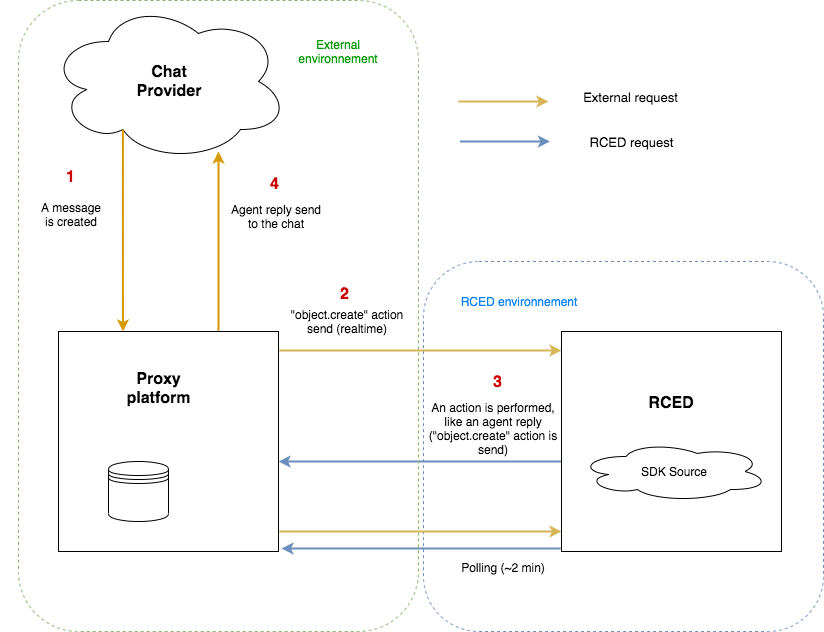 External
environnement
Chat
Provider
External request
RCED request
1
A message
is created
4
Agent reply send
to the chat
2
"object.create" action
send (realtime)
RCED environnement
Proxy
platform
3
An action is performed,
like an agent reply
("object.create" action is
send)
RCED
SDK Source
Polling (~2 min)